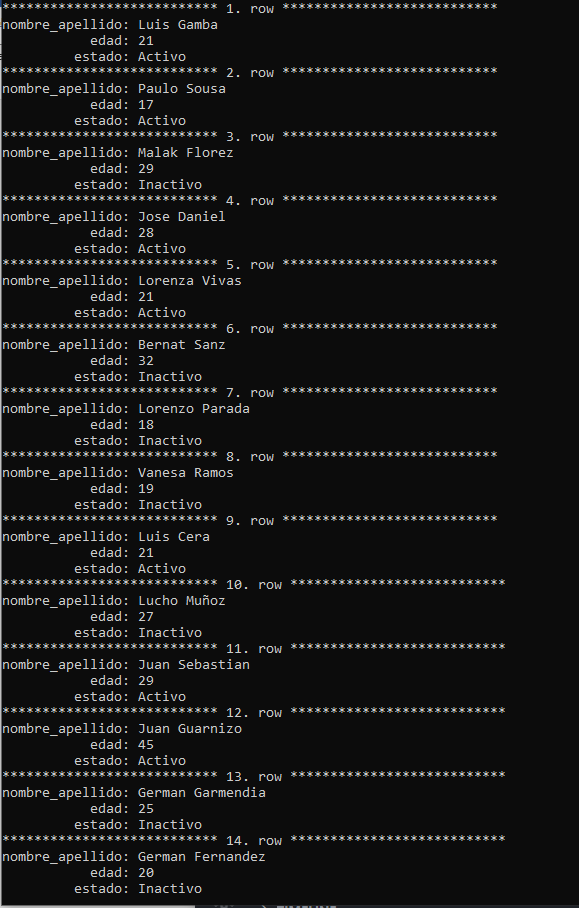 *************************** 1. row ***************************
nombre_apellido: Luis Gamba
edad: 21
estado: Activo
*************************** 2. row ***************************
nombre_apellido: Paulo Sousa
edad: 17
estado: Activo
*************************** 3. row ***************************
nombre_apellido: Malak Florez
edad: 29
estado: Inactivo
*************************** 4. row ***************************
nombre_apellido: Jose Daniel
edad: 28
estado: Activo
*************************** 5. row ***************************
nombre_apellido: Lorenza Vivas
edad: 21
estado: Activo
*************************** 6. row ***************************
nombre_apellido: Bernat Sanz
edad: 32
estado: Inactivo
*************************** 7. row ***************************
nombre_apellido: Lorenzo Parada
edad: 18
estado: Inactivo
*************************** 8. row ***************************
nombre_apellido: Vanesa Ramos
edad: 19
estado: Inactivo
*************************** 9. row ***************************
nombre_apellido: Luis Cera
edad: 21
estado: Activo
*************************** 10. row ***************************
nombre_apellido: Lucho Muñoz
edad: 27
estado: Inactivo
*************************** 11. row ***************************
nombre_apellido: Juan Sebastian
edad: 29
estado: Activo
*************************** 12. row ***************************
nombre_apellido: Juan Guarnizo
edad: 45
estado: Activo
*************************** 13. row ***************************
nombre_apellido: German Garmendia
edad: 25
estado: Inactivo
*************************** 14. row ***************************
nombre_apellido: German Fernandez
edad: 20
estado: Inactivo